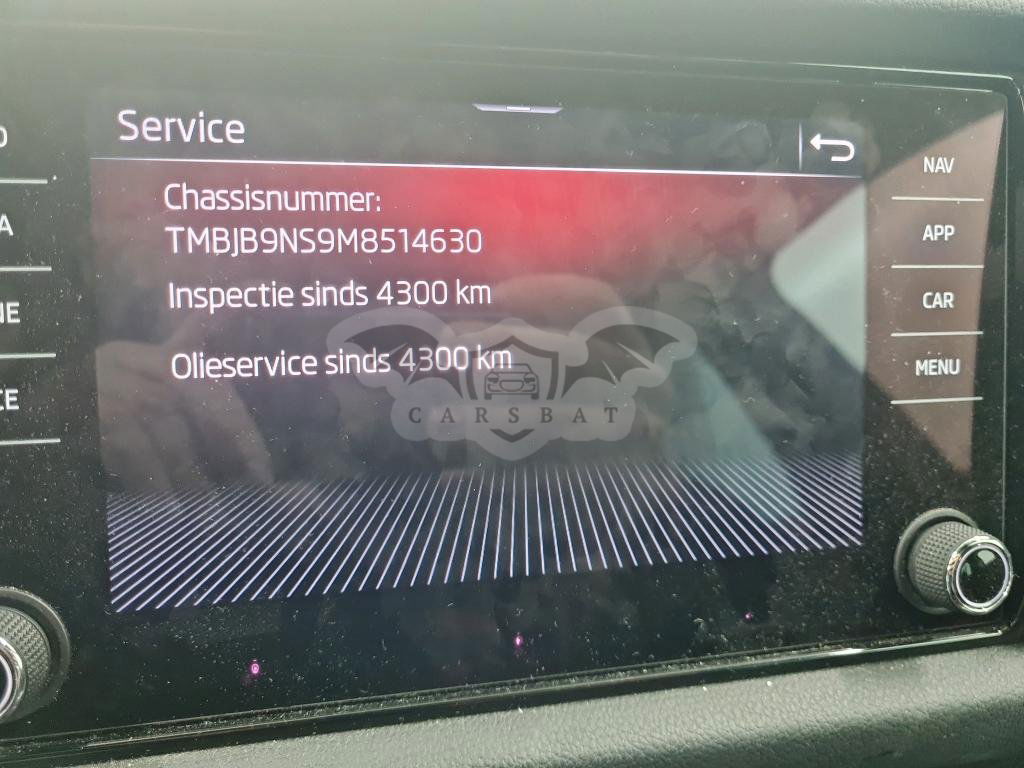 Service
Chassisnummer:
TMBJB9NS9M8514630
Inspectie sinds 4300 km
Olieservice sinds 4300 km
CARSBAT
NAV
APP
CAR
MENU